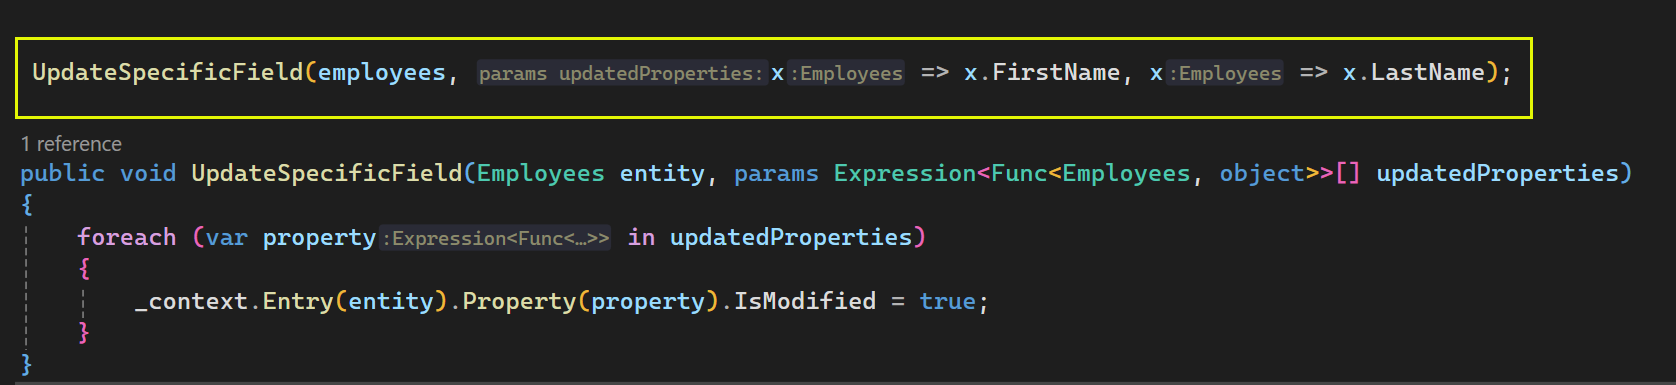 UpdateSpecificField(employees, params updatedProperties:x:Employees => x.FirstName, x:Employees => x.LastName);
1 reference
public void UpdateSpecificField(Employees entity, params Expression<Func<Employees, object>>[] updatedProperties)
{
foreach (var property:Expression<Func<…>> in updatedProperties)
{
_context.Entry(entity).Property(property).IsModified = true;
}
}